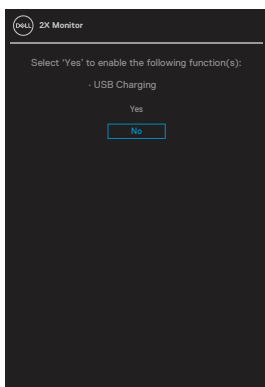 DELL 2X Monitor
Select ‘Yes’ to enable the following function(s):
- USB Charging
Yes
No